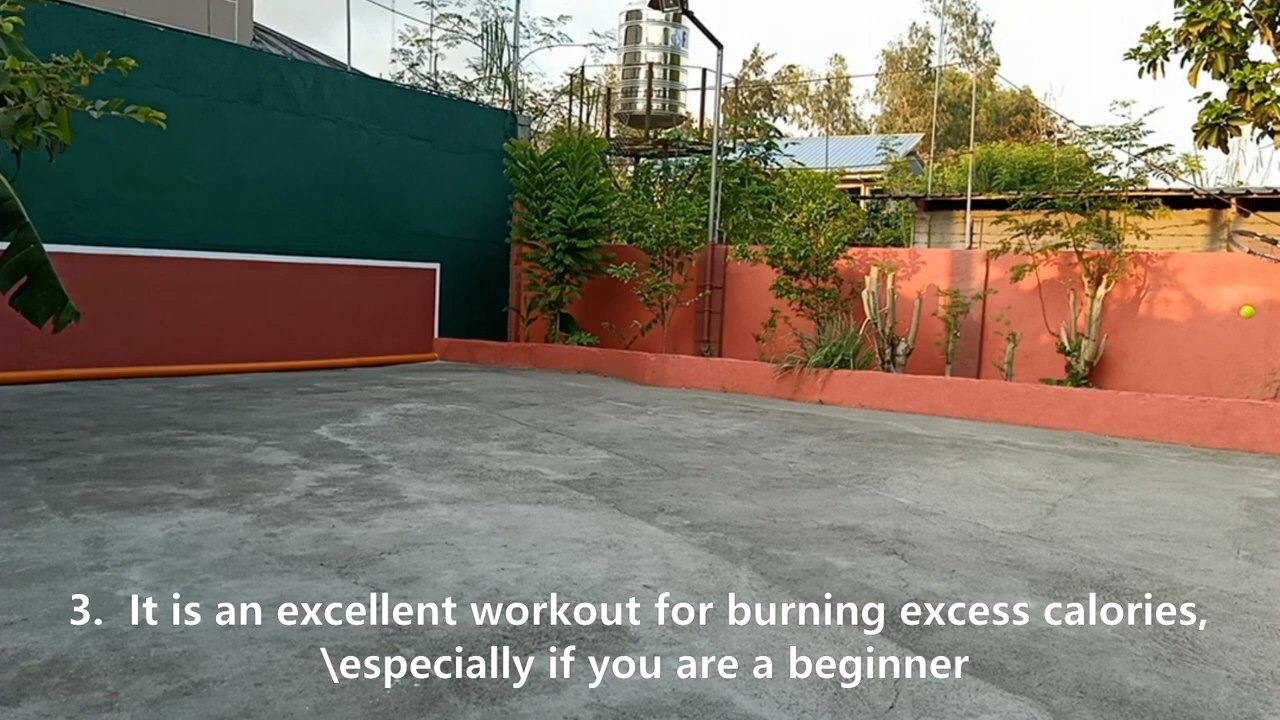 3.  It is an excellent workout for burning excess calories,
\especially if you are a beginner